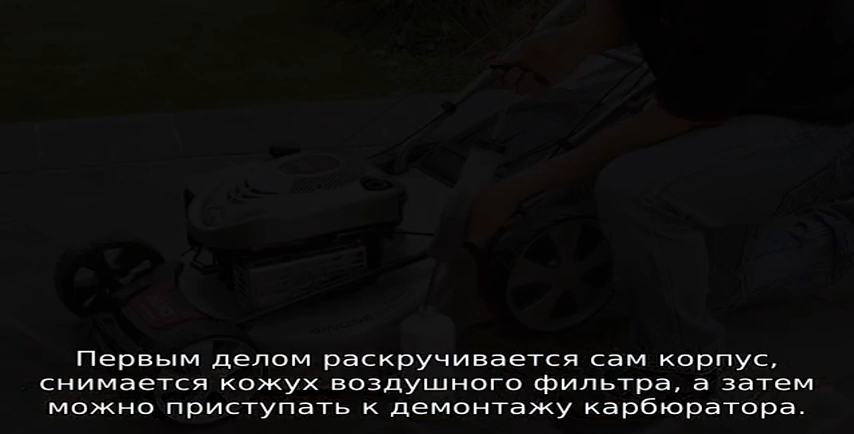 Первым делом раскручивается сам корпус,
снимается кожух воздушного фильтра, а затем
можно приступать к демонтажу карбюратора.